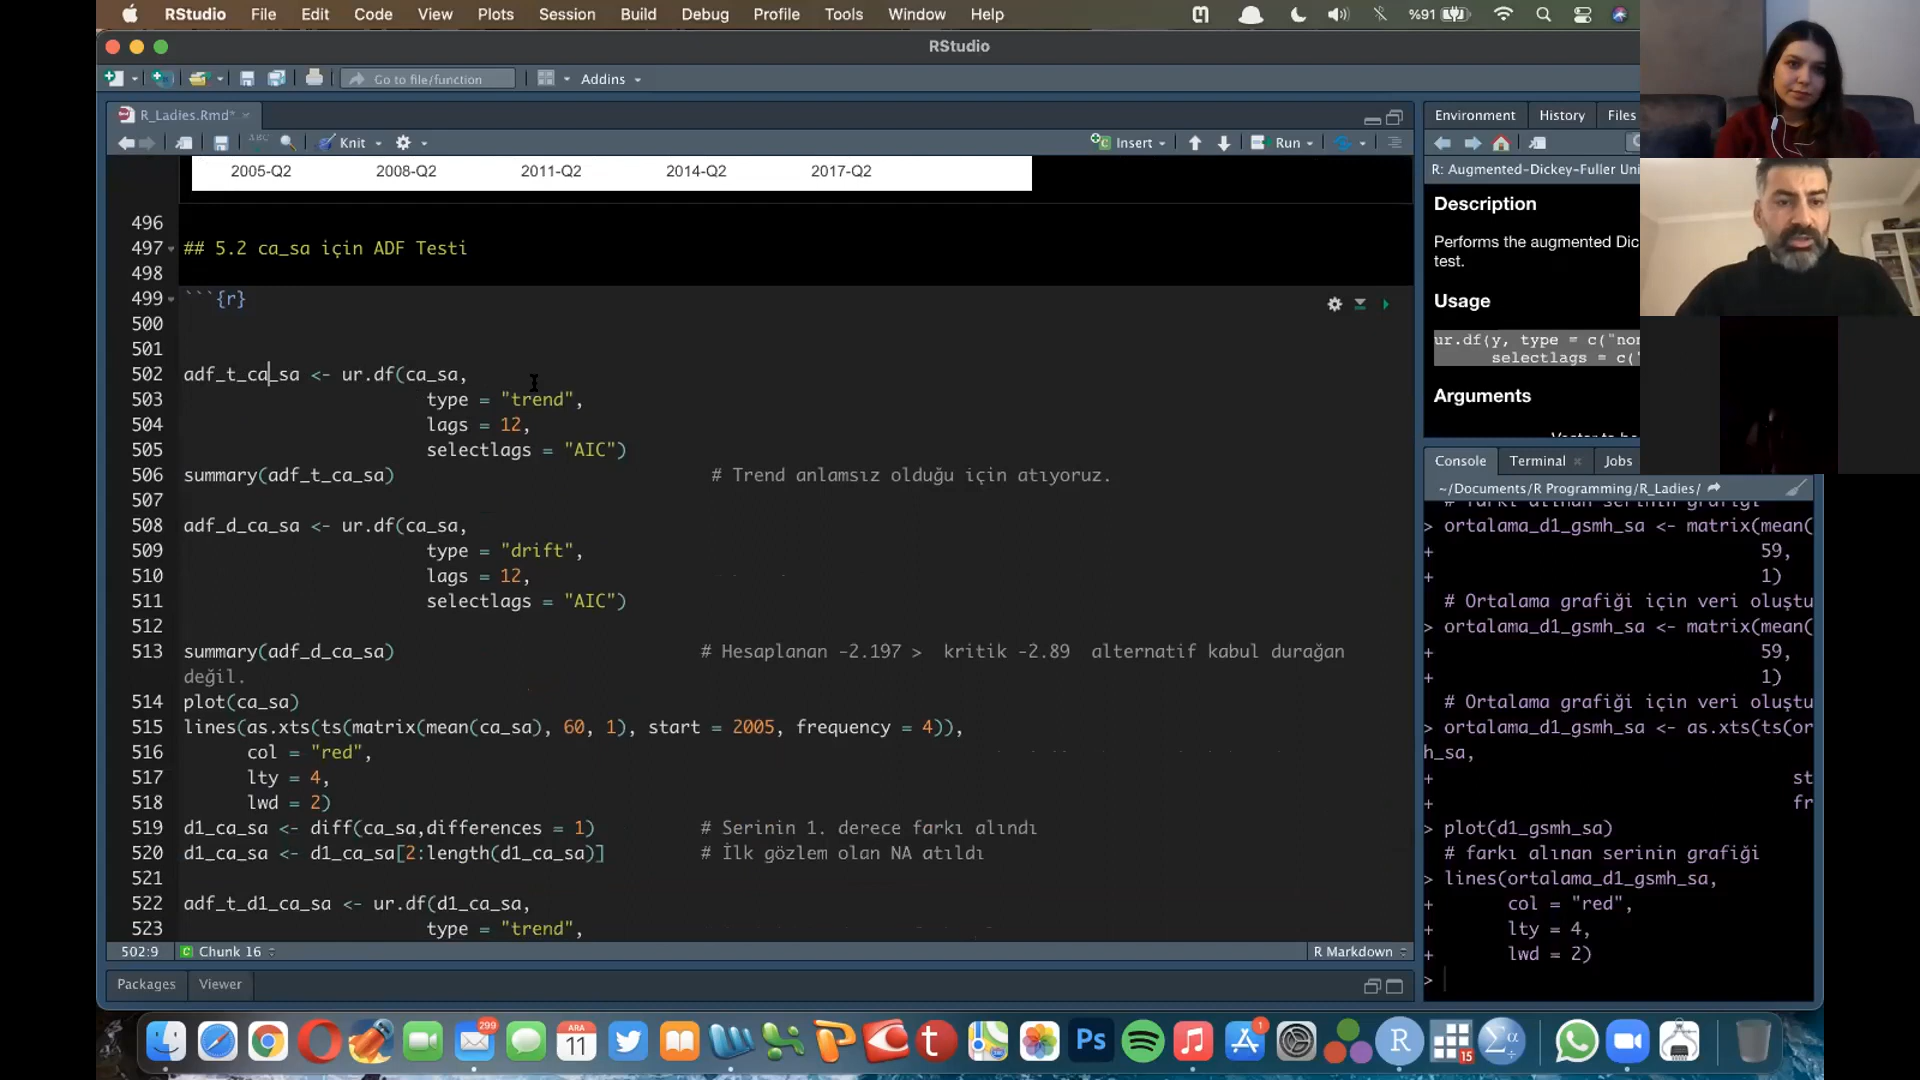 RStudio File Edit Code View Plots Session Build Debug Profile Tools Window Help %91
RStudio
Go to file/function Addins
R_Ladies.Rmd*
Knit Insert Run
2005-Q2 2008-Q2 2011-Q2 2014-Q2 2017-Q2
496
497 ## 5.2 ca_sa için ADF Testi
498
499 ```{r}
500
501
502 adf_t_ca_sa <- ur.df(ca_sa,
503 type = "trend",
504 lags = 12,
505 selectlags = "AIC")
506 summary(adf_t_ca_sa) # Trend anlamsız olduğu için atıyoruz.
507
508 adf_d_ca_sa <- ur.df(ca_sa,
509 type = "drift",
510 lags = 12,
511 selectlags = "AIC")
512
513 summary(adf_d_ca_sa) # Hesaplanan -2.197 > kritik -2.89 alternatif kabul durağan
değil.
514 plot(ca_sa)
515 lines(as.xts(ts(matrix(mean(ca_sa), 60, 1), start = 2005, frequency = 4)),
516 col = "red",
517 lty = 4,
518 lwd = 2)
519 d1_ca_sa <- diff(ca_sa,differences = 1) # Serinin 1. derece farkı alındı
520 d1_ca_sa <- d1_ca_sa[2:length(d1_ca_sa)] # İlk gözlem olan NA atıldı
521
522 adf_t_d1_ca_sa <- ur.df(d1_ca_sa,
523 type = "trend",
502:9 Chunk 16 R Markdown
Packages Viewer
Environment History Files
R: Augmented-Dickey-Fuller Uni
Description
Performs the augmented Dic
test.
Usage
ur.df(y, type = c("nor
selectlags = c('
Arguments
Console Terminal Jobs
~/Documents/R Programming/R_Ladies/
# farkı alınan serinin grafiği
> ortalama_d1_gsmh_sa <- matrix(mean(
+ 59,
+ 1)
# Ortalama grafiği için veri oluştu
> ortalama_d1_gsmh_sa <- matrix(mean(
+ 59,
+ 1)
# Ortalama grafiği için veri oluştu
> ortalama_d1_gsmh_sa <- as.xts(ts(or
h_sa,
+ st
+ fr
> plot(d1_gsmh_sa)
# farkı alınan serinin grafiği
> lines(ortalama_d1_gsmh_sa,
+ col = "red",
+ lty = 4,
+ lwd = 2)
>
299 ARA 11 Ps 1 R 15 Σα